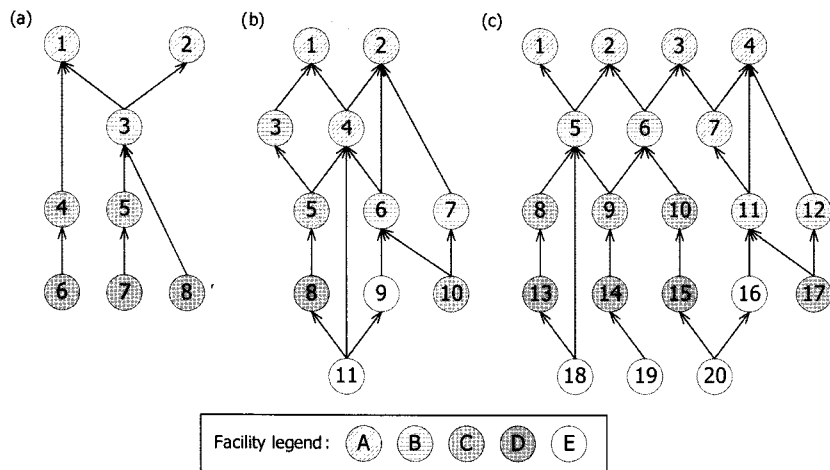 (a) (b) (c)
1 2 1 2 1 2 3 4
3 3 4 5 6 7
4 5 5 6 7 8 9 10 11 12
6 7 8 8 9 10 13 14 15 16 17
11 18 19 20
Facility legend : A B C D E